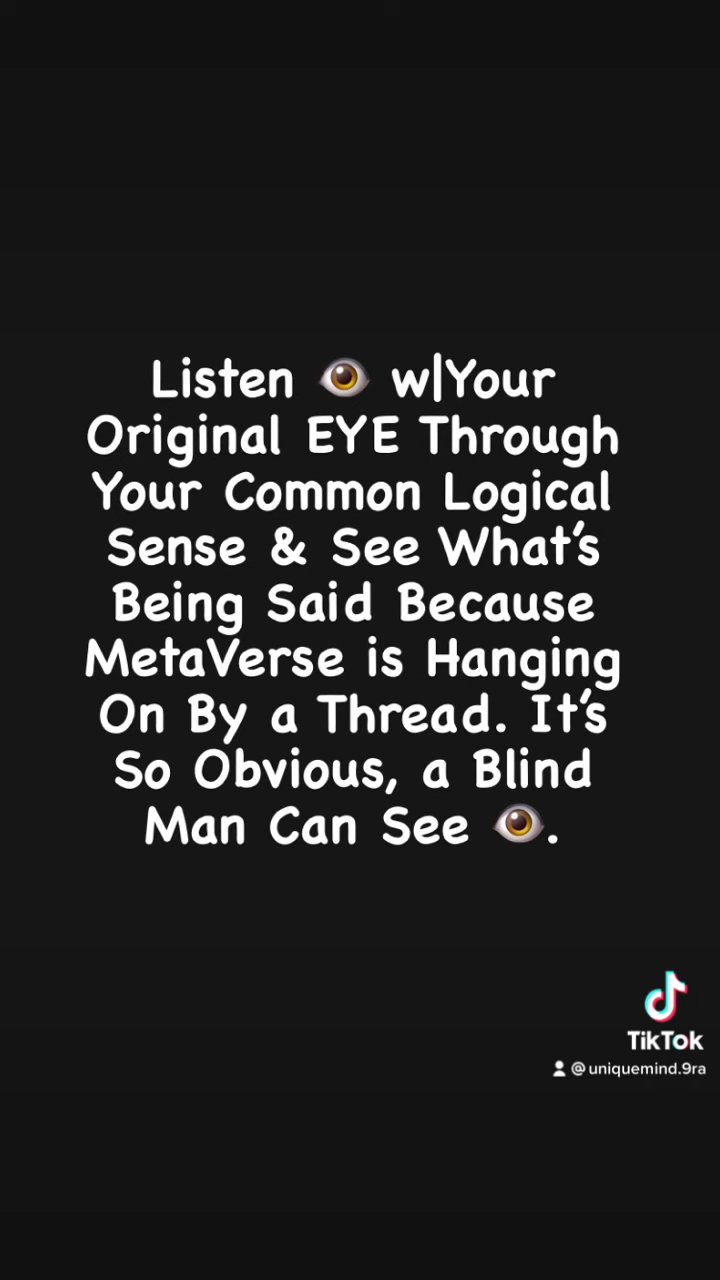 Listen 👁 w|Your
Original EYE Through
Your Common Logical
Sense & See What's
Being Said Because
MetaVerse is Hanging
On By a Thread. It's
So Obvious, a Blind
Man Can See 👁.
TikTok
@uniquemind.9ra